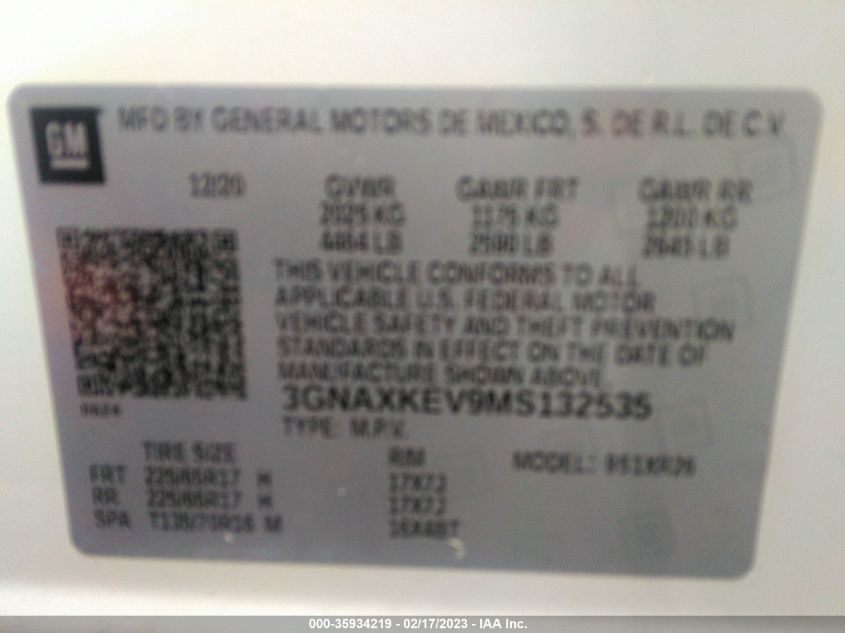 GM
MFD BY GENERAL MOTORS DE MEXICO, S. DE R.L. DE C.V.
12/20 GVWR GAWR FRT GAWR RR
2025 KG 1175 KG 1200 KG
4464 LB 2590 LB 2645 LB
THIS VEHICLE CONFORMS TO ALL
APPLICABLE U.S. FEDERAL MOTOR
VEHICLE SAFETY AND THEFT PREVENTION
STANDARDS IN EFFECT ON THE DATE OF
MANUFACTURE SHOWN ABOVE.
3GNAXKEV9MS132535
TYPE: M.P.V.
TIRE SIZE RIM MODEL:
FRT 225/65R17 H 17X7J
RR 225/65R17 H 17X7J
SPA T135/70R16 M 16X4BT
000-35934219 - 02/17/2023 - IAA Inc.